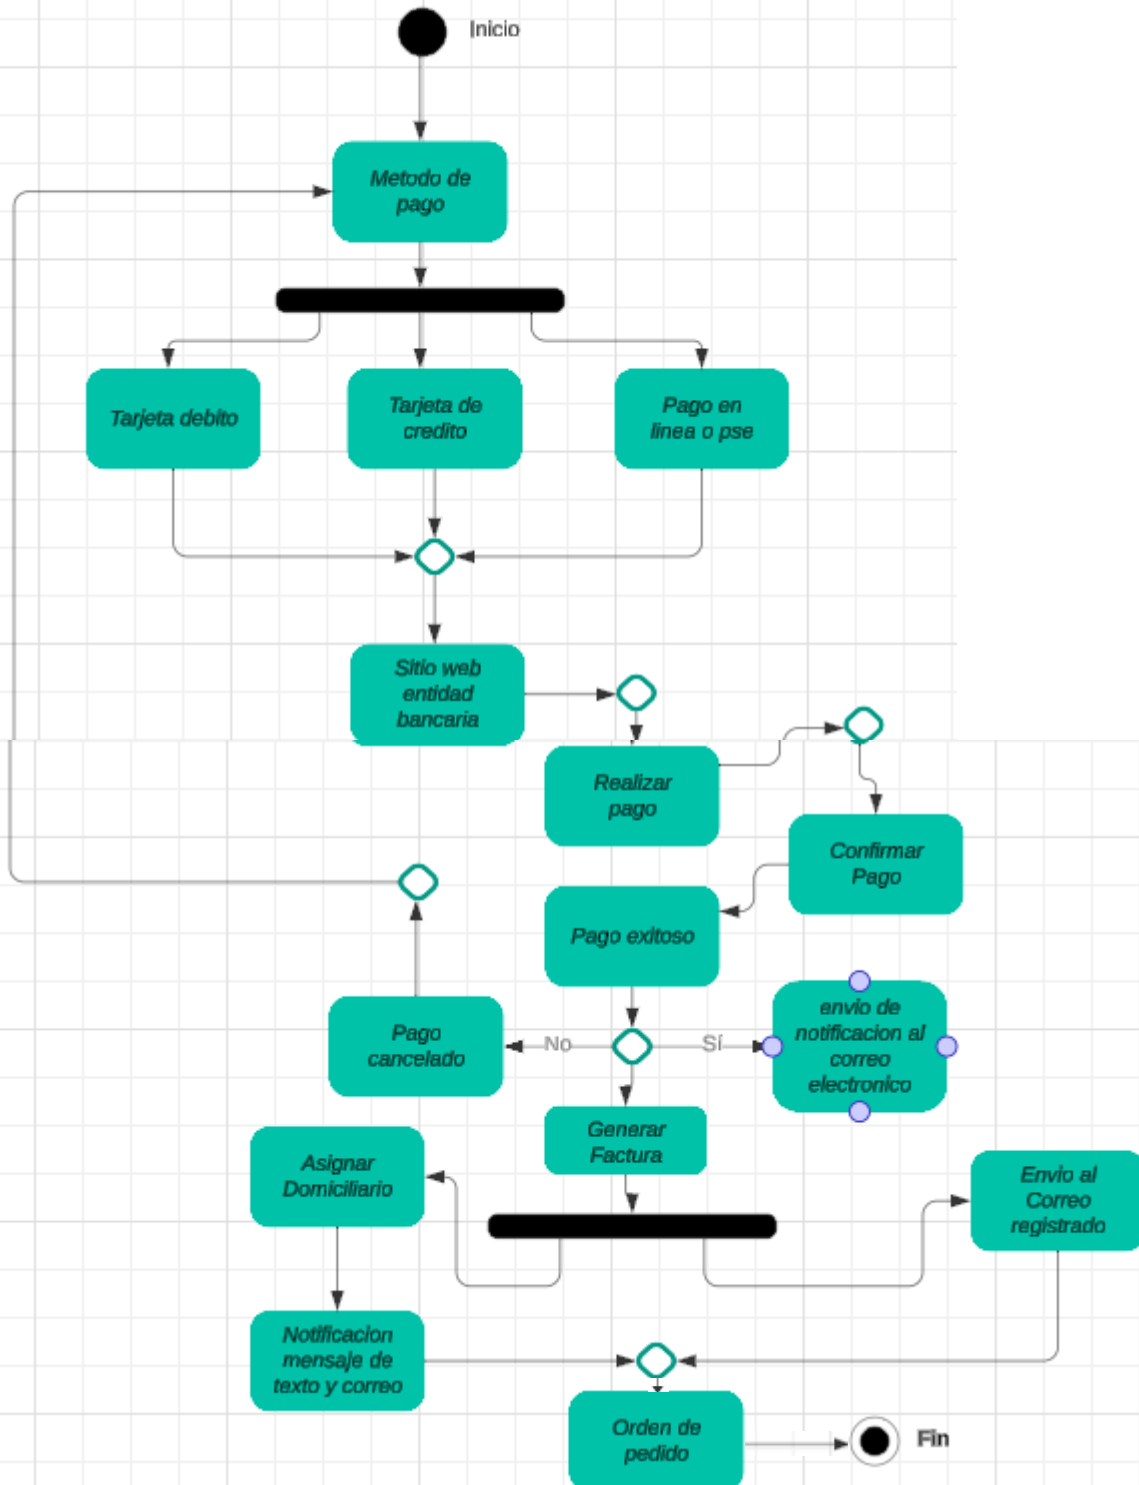 Inicio
Metodo de
pago
Tarjeta debito
Tarjeta de
credito
Pago en
linea o pse
Sitio web
entidad
bancaria
Realizar
pago
Confirmar
Pago
Pago exitoso
Pago
cancelado
No
Sí
envio de
notificacion al
correo
electronico
Generar
Factura
Asignar
Domiciliario
Envio al
Correo
registrado
Notificacion
mensaje de
texto y correo
Orden de
pedido
Fin